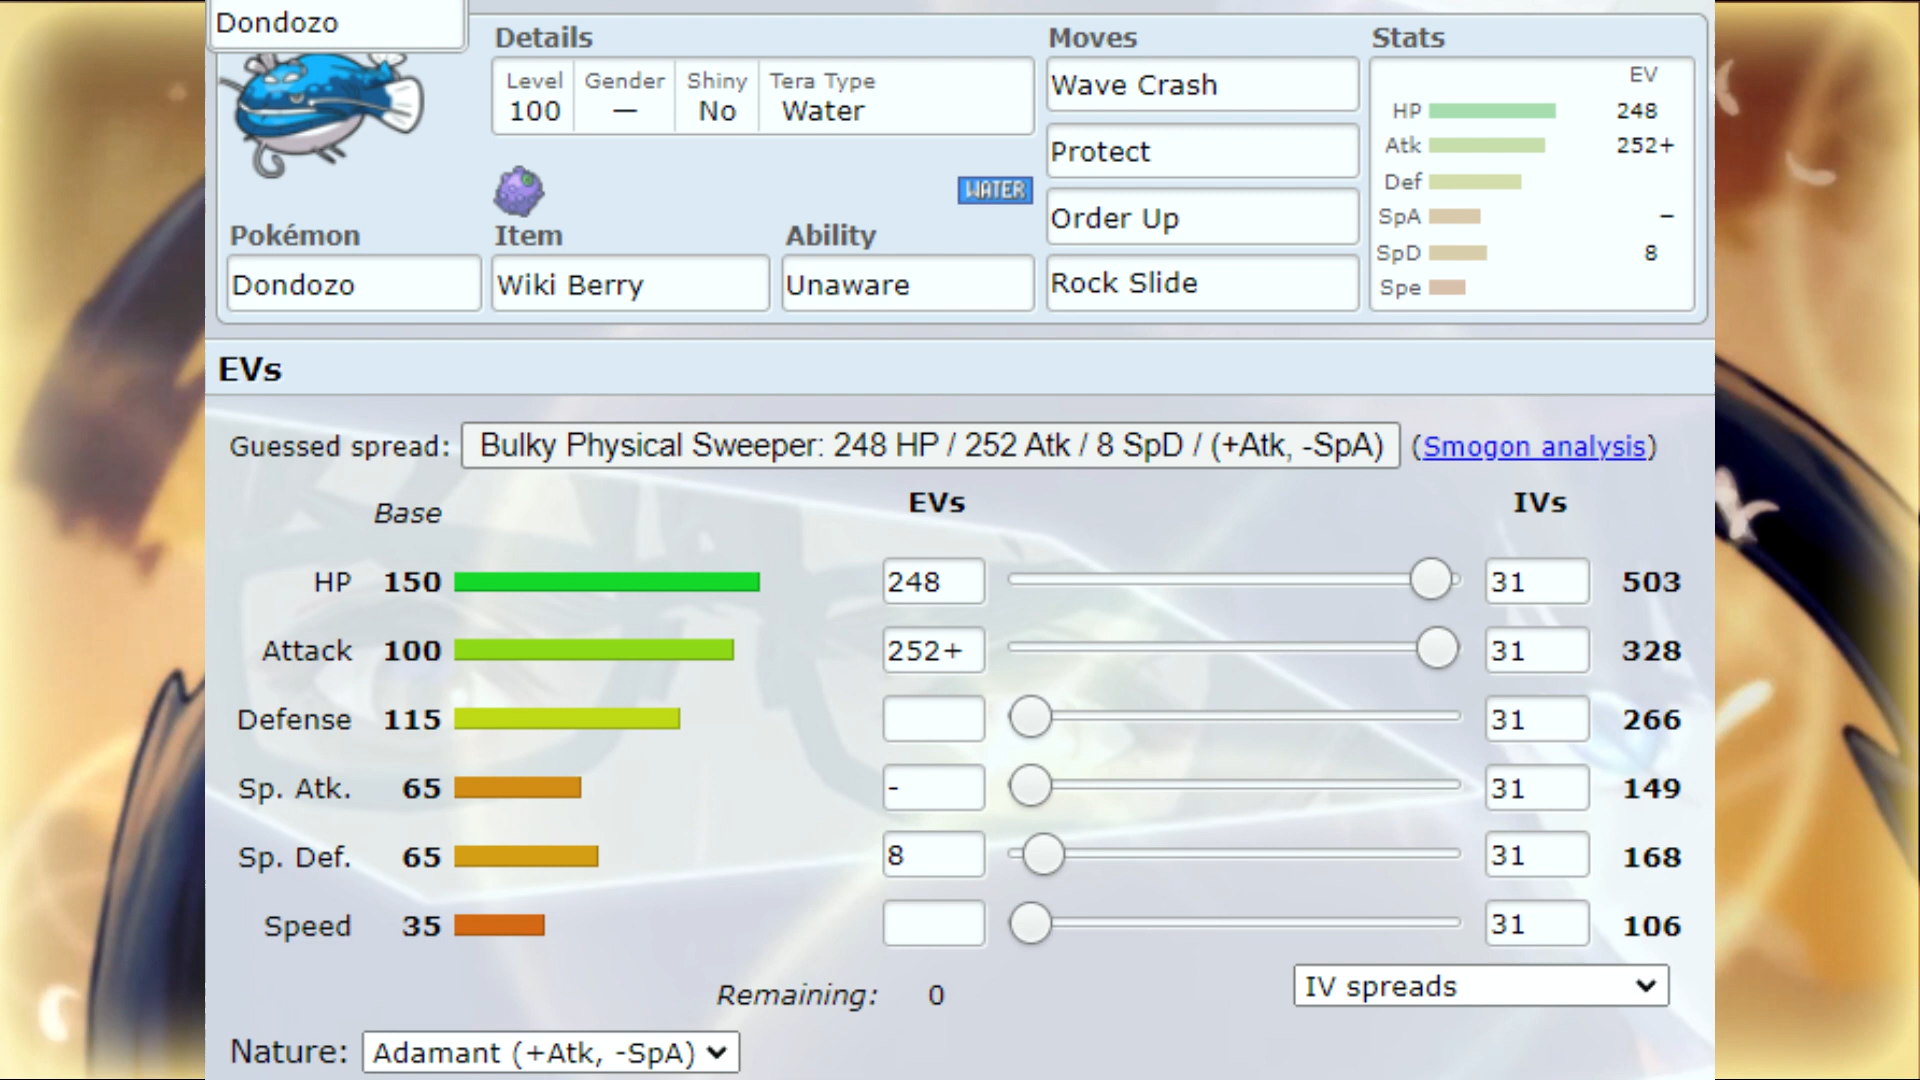 Dondozo
Details
Level Gender Shiny Tera Type
100 — No Water
WATER
Pokémon Item Ability
Dondozo Wiki Berry Unaware
Moves
Wave Crash
Protect
Order Up
Rock Slide
Stats
EV
HP 248
Atk 252+
Def
SpA –
SpD 8
Spe
EVs
Guessed spread: Bulky Physical Sweeper: 248 HP / 252 Atk / 8 SpD / (+Atk, -SpA) (Smogon analysis)
Base EVs IVs
HP 150 248 31 503
Attack 100 252+ 31 328
Defense 115 31 266
Sp. Atk. 65 - 31 149
Sp. Def. 65 8 31 168
Speed 35 31 106
Remaining: 0 IV spreads
Nature: Adamant (+Atk, -SpA)